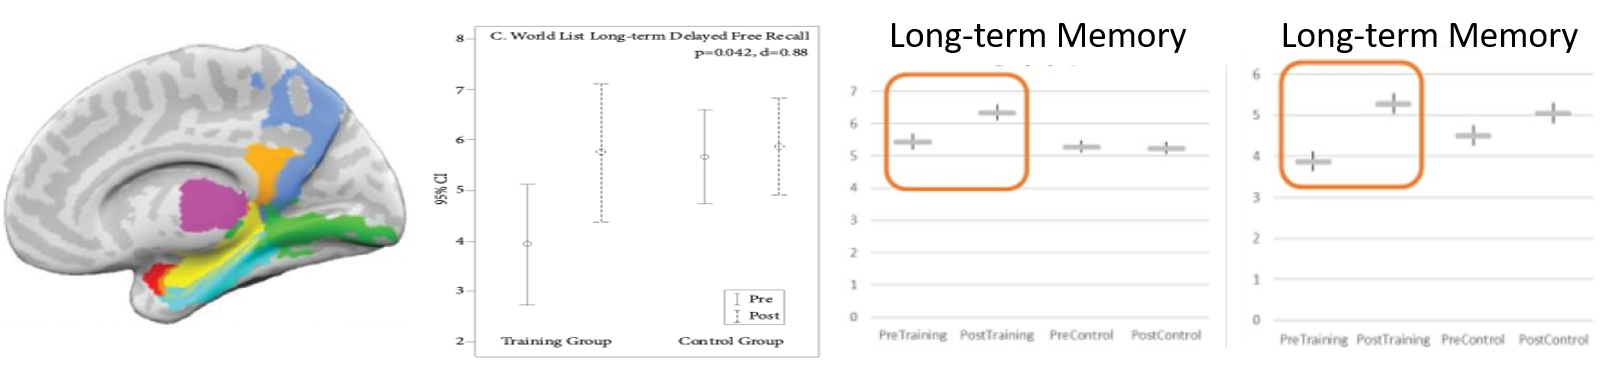 C. World List Long-term Delayed Free Recall
p=0.042, d=0.88
8
7
6
5
4
3
2
95% CI
Pre
Post
Training Group Control Group
Long-term Memory
7
6
5
4
3
2
1
0
PreTraining PostTraining PreControl PostControl
Long-term Memory
6
5
4
3
2
1
0
PreTraining PostTraining PreControl PostControl